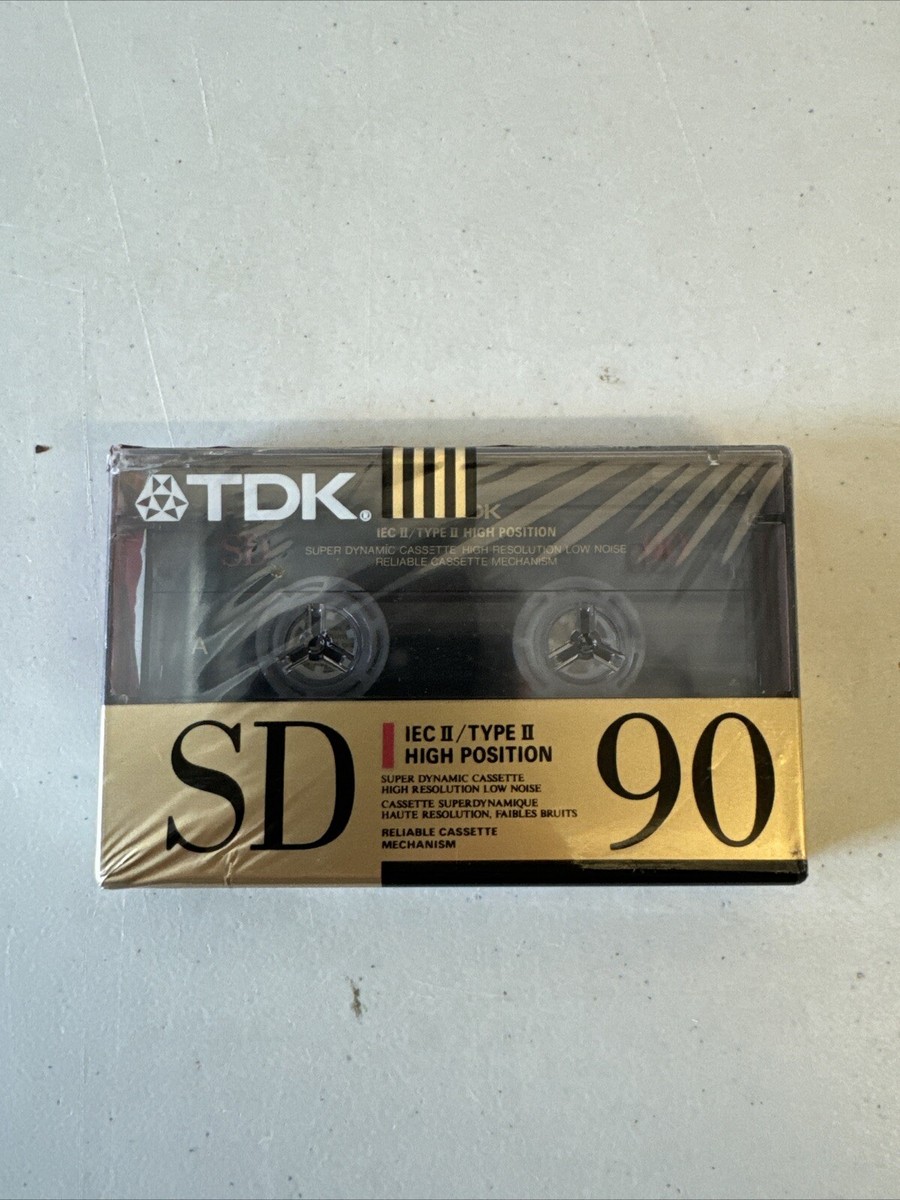 TDK®
DK
IEC II/TYPE II HIGH POSITION
SD
SUPER DYNAMIC CASSETTE HIGH RESOLUTION LOW NOISE
RELIABLE CASSETTE MECHANISM
A
SD
IEC II/TYPE II
HIGH POSITION
SUPER DYNAMIC CASSETTE
HIGH RESOLUTION LOW NOISE
CASSETTE SUPERDYNAMIQUE
HAUTE RESOLUTION, FAIBLES BRUITS
RELIABLE CASSETTE
MECHANISM
90